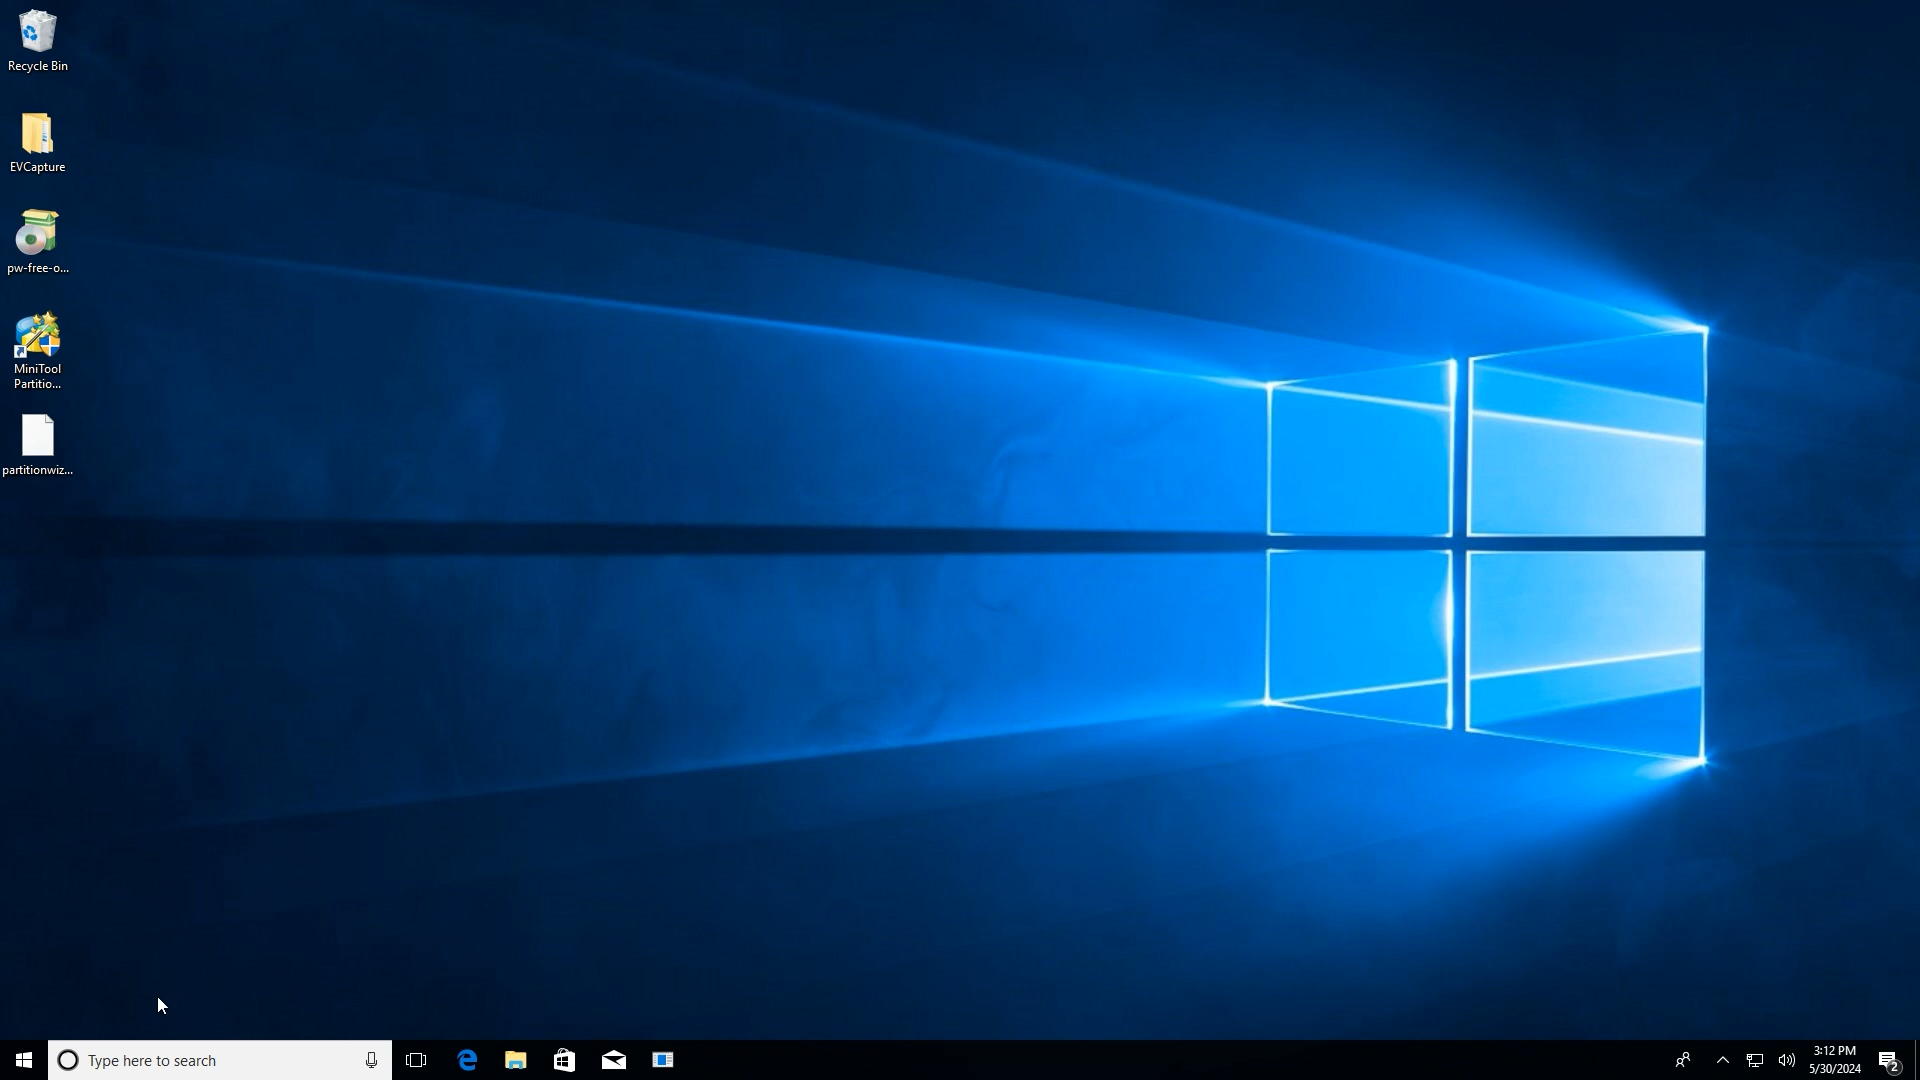 Recycle Bin
EVCapture
pw-free-o...
MiniTool
Partitio...
partitionwiz...
Type here to search
3:12 PM
5/30/2024
2